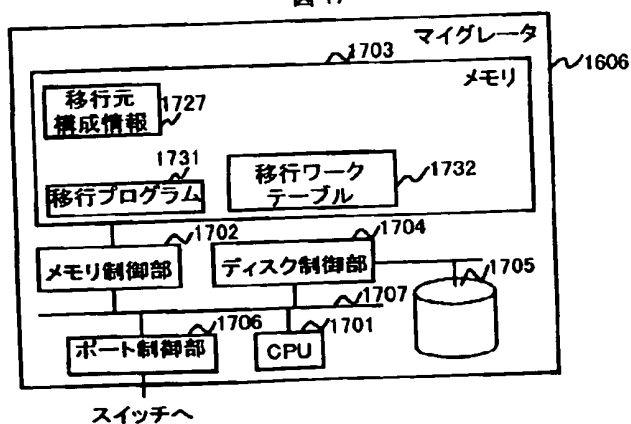 マイグレータ
1606
1703
メモリ
移行元
構成情報
1727
1731
移行プログラム
移行ワーク
テーブル
1732
1702
メモリ制御部
1704
ディスク制御部
1705
1707
1706
ポート制御部
1701
CPU
スイッチへ